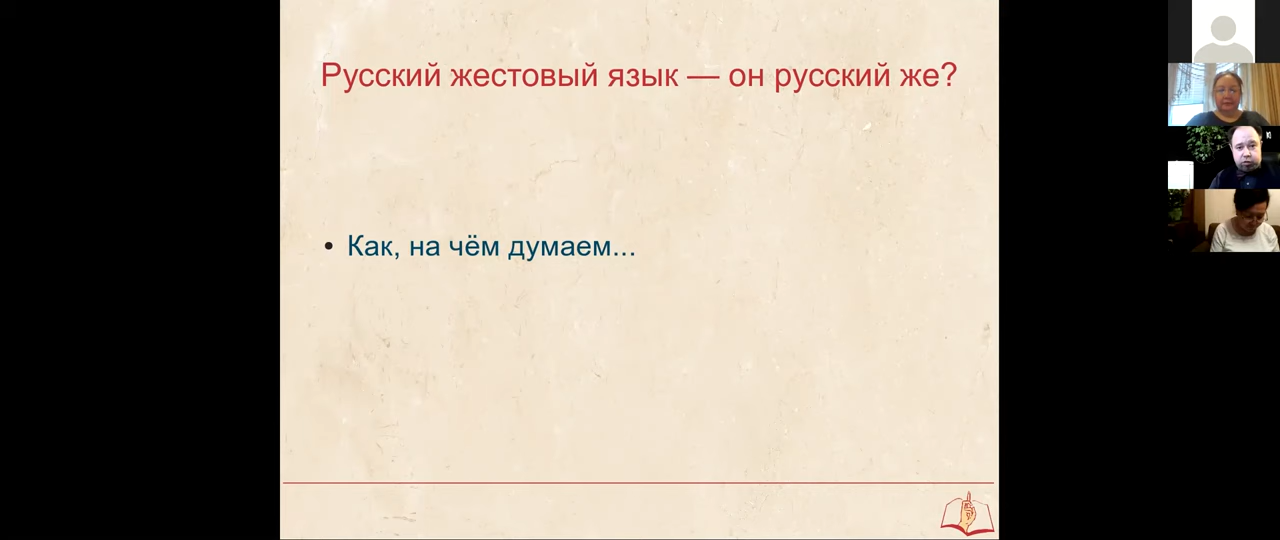 Русский жестовый язык — он русский же?
• Как, на чём думаем...